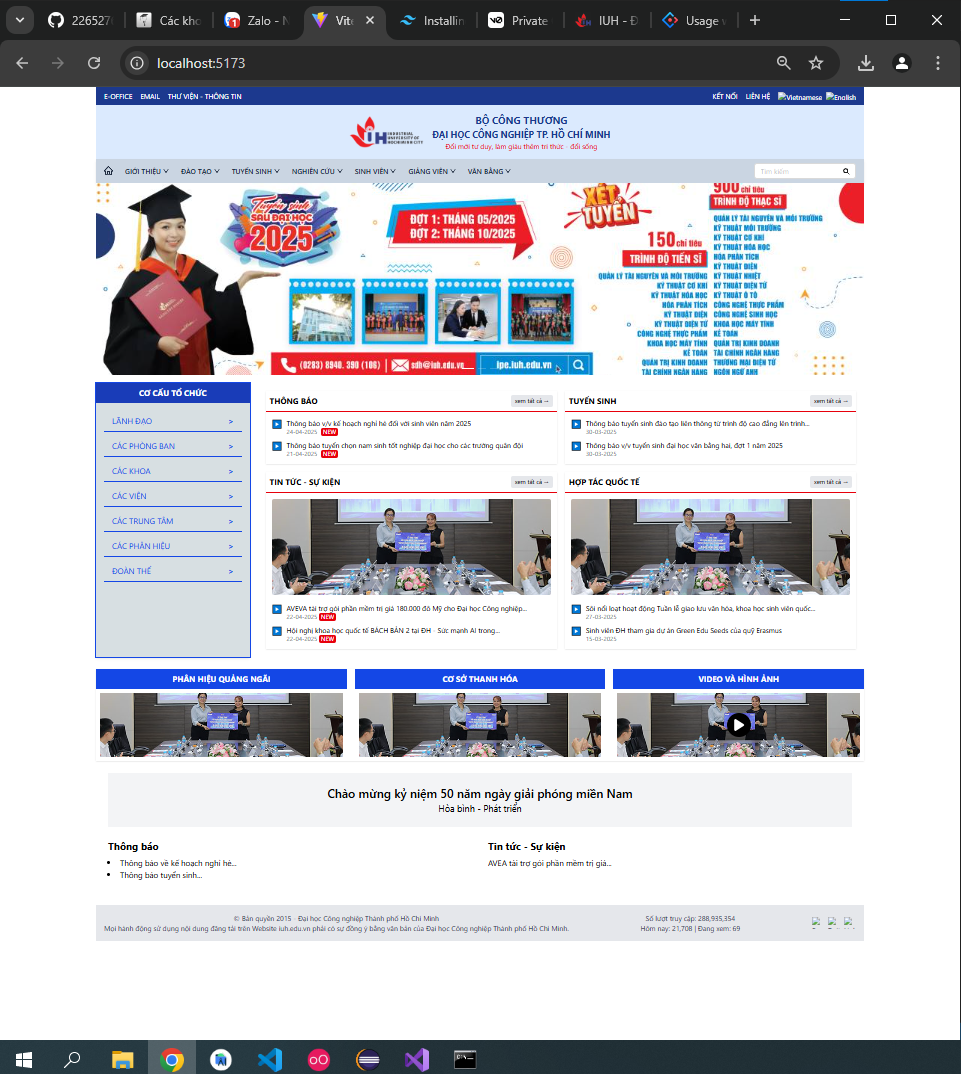 2265270
Các kho
Zalo - N
Vite
Installin
Private
IUH - Đ
Usage w
localhost:5173
E-OFFICE EMAIL THƯ VIỆN - THÔNG TIN KẾT NỐI LIÊN HỆ Vietnamese English
BỘ CÔNG THƯƠNG
INDUSTRIAL UNIVERSITY OF HOCHIMINH CITY
ĐẠI HỌC CÔNG NGHIỆP TP. HỒ CHÍ MINH
Đổi mới tư duy, làm giàu thêm tri thức - đời sống
GIỚI THIỆU ĐÀO TẠO TUYỂN SINH NGHIÊN CỨU SINH VIÊN GIẢNG VIÊN VĂN BẰNG Tìm kiếm
Tuyển sinh
SAU ĐẠI HỌC
2025
ĐỢT 1: THÁNG 05/2025
ĐỢT 2: THÁNG 10/2025
XÉT TUYỂN
150 chỉ tiêu
TRÌNH ĐỘ TIẾN SĨ
QUẢN LÝ TÀI NGUYÊN VÀ MÔI TRƯỜNG
KỸ THUẬT CƠ KHÍ
KỸ THUẬT HÓA HỌC
HÓA PHÂN TÍCH
KỸ THUẬT ĐIỆN
KỸ THUẬT ĐIỆN TỬ
CÔNG NGHỆ THỰC PHẨM
KHOA HỌC MÁY TÍNH
KẾ TOÁN
QUẢN TRỊ KINH DOANH
TÀI CHÍNH NGÂN HÀNG
900 chỉ tiêu
TRÌNH ĐỘ THẠC SĨ
QUẢN LÝ TÀI NGUYÊN VÀ MÔI TRƯỜNG
KỸ THUẬT MÔI TRƯỜNG
KỸ THUẬT CƠ KHÍ
KỸ THUẬT HÓA HỌC
HÓA PHÂN TÍCH
KỸ THUẬT ĐIỆN
KỸ THUẬT NHIỆT
KỸ THUẬT ĐIỆN TỬ
KỸ THUẬT Ô TÔ
CÔNG NGHỆ THỰC PHẨM
CÔNG NGHỆ SINH HỌC
KHOA HỌC MÁY TÍNH
KẾ TOÁN
QUẢN TRỊ KINH DOANH
TÀI CHÍNH NGÂN HÀNG
THƯƠNG MẠI ĐIỆN TỬ
NGÔN NGỮ ANH
(0283) 8940. 390 (106) sdh@iuh.edu.vn ipe.iuh.edu.vn
CƠ CẤU TỔ CHỨC
LÃNH ĐẠO >
CÁC PHÒNG BAN >
CÁC KHOA >
CÁC VIỆN >
CÁC TRUNG TÂM >
CÁC PHÂN HIỆU >
ĐOÀN THỂ >
THÔNG BÁO xem tất cả →
Thông báo v/v kế hoạch nghỉ hè đối với sinh viên năm 2025
24-04-2025 NEW
Thông báo tuyển chọn nam sinh tốt nghiệp đại học cho các trường quân đội
21-04-2025 NEW
TUYỂN SINH xem tất cả →
Thông báo tuyển sinh đào tạo liên thông từ trình độ cao đẳng lên trình...
30-03-2025
Thông báo v/v tuyển sinh đại học văn bằng hai, đợt 1 năm 2025
30-03-2025
TIN TỨC - SỰ KIỆN xem tất cả →
AVEVA tài trợ gói phần mềm trị giá 180.000 đô Mỹ cho Đại học Công nghiệp...
22-04-2025 NEW
Hội nghị khoa học quốc tế BÁCH BẢN 2 tại ĐH - Sức mạnh AI trong...
22-04-2025 NEW
HỢP TÁC QUỐC TẾ xem tất cả →
Sôi nổi loạt hoạt động Tuần lễ giao lưu văn hóa, khoa học sinh viên quốc...
27-03-2025
Sinh viên ĐH tham gia dự án Green Edu Seeds của quỹ Erasmus
15-03-2025
PHÂN HIỆU QUẢNG NGÃI
CƠ SỞ THANH HÓA
VIDEO VÀ HÌNH ẢNH
Chào mừng kỷ niệm 50 năm ngày giải phóng miền Nam
Hòa bình - Phát triển
Thông báo
Thông báo về kế hoạch nghỉ hè...
Thông báo tuyển sinh...
Tin tức - Sự kiện
AVEA tài trợ gói phần mềm trị giá...
© Bản quyền 2015 - Đại học Công nghiệp Thành phố Hồ Chí Minh
Mọi hành động sử dụng nội dung đăng tải trên Website iuh.edu.vn phải có sự đồng ý bằng văn bản của Đại học Công nghiệp Thành phố Hồ Chí Minh.
Số lượt truy cập: 288,935,354
Hôm nay: 21,708 | Đang xem: 69